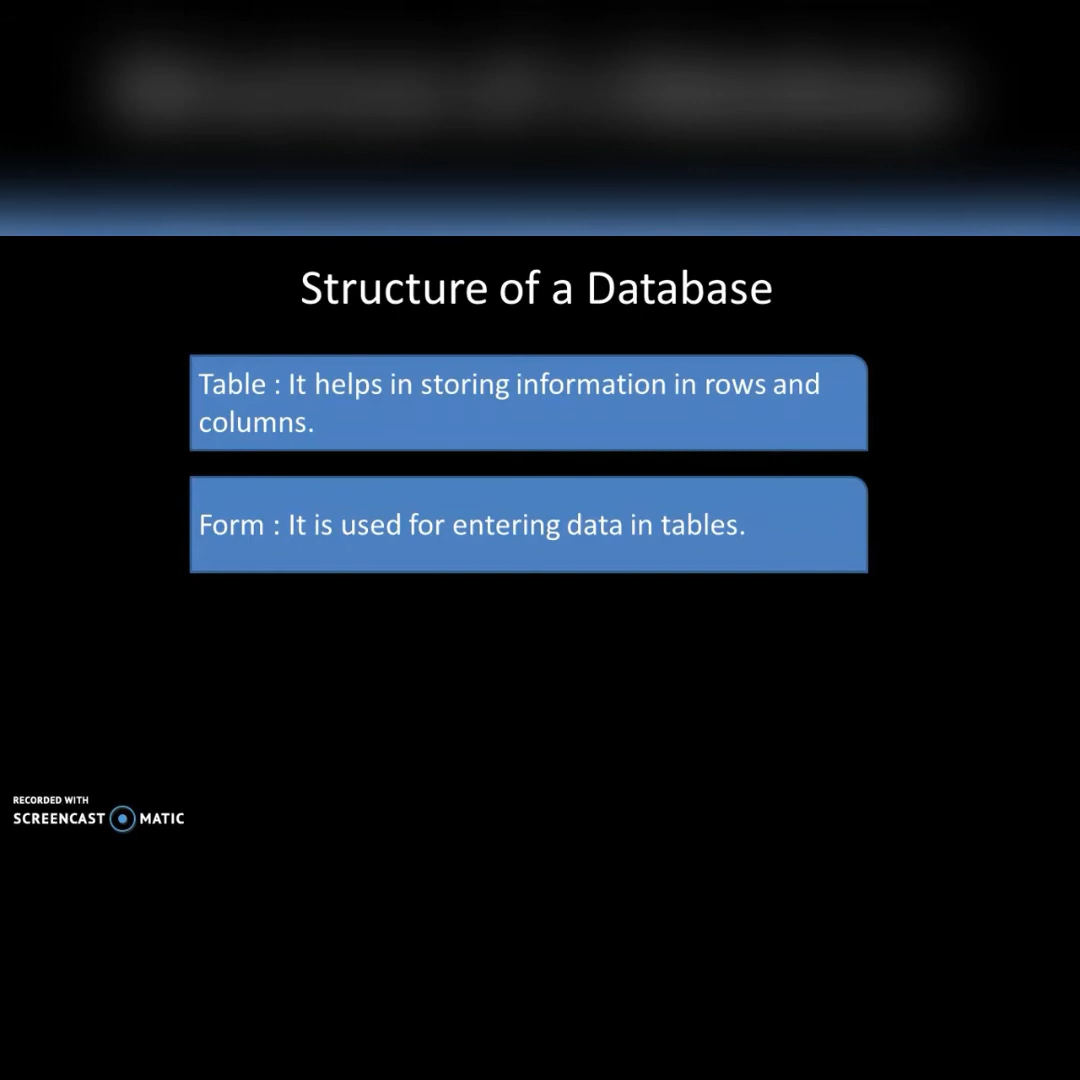 Structure of a Database
Table : It helps in storing information in rows and
columns.
Form : It is used for entering data in tables.
RECORDED WITH
SCREENCAST MATIC